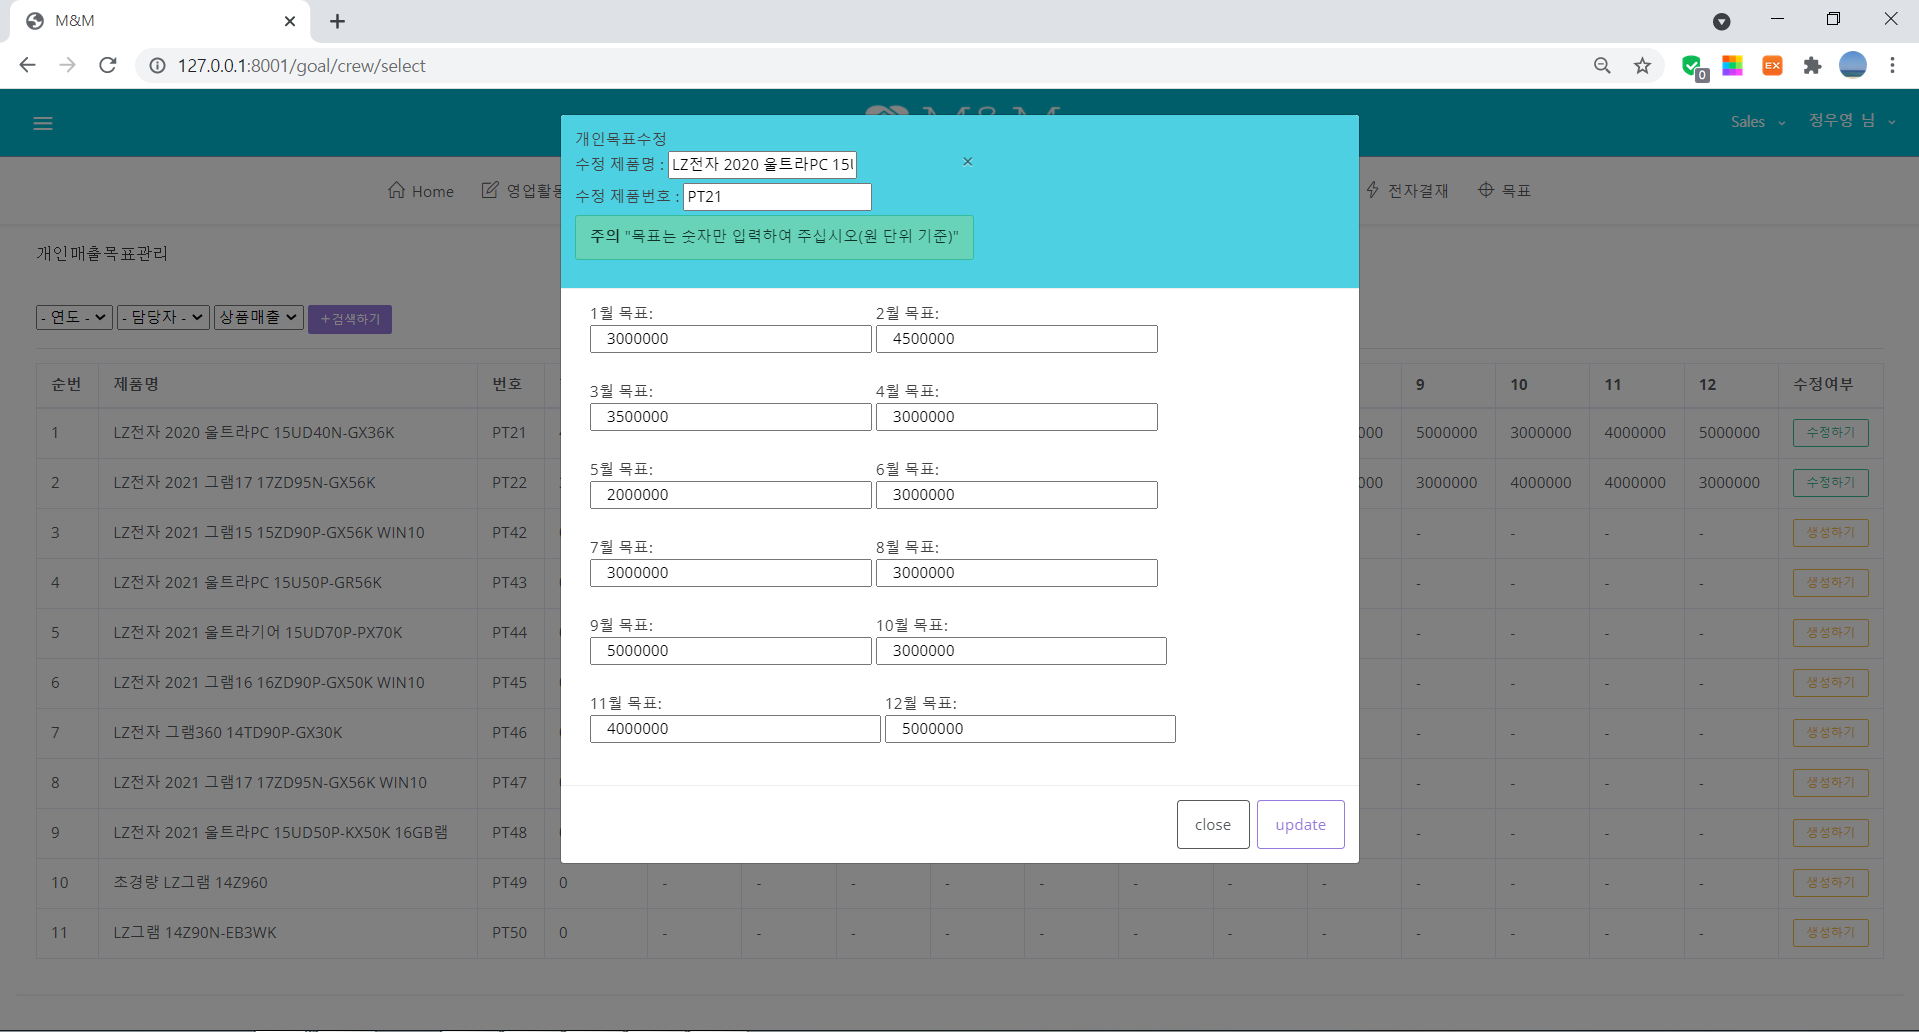 M&M
127.0.0.1:8001/goal/crew/select
0
EX
M&M
Sales
정우영 님
Home
영업활동
전자결재
목표
개인매출목표관리
- 연도 -
- 담당자 -
상품매출
+검색하기
개인목표수정
×
수정 제품명 : LZ전자 2020 울트라PC 15U
수정 제품번호 : PT21
주의 "목표는 숫자만 입력하여 주십시오(원 단위 기준)"
1월 목표: 2월 목표:
3000000 4500000
3월 목표: 4월 목표:
3500000 3000000
5월 목표: 6월 목표:
2000000 3000000
7월 목표: 8월 목표:
3000000 3000000
9월 목표: 10월 목표:
5000000 3000000
11월 목표: 12월 목표:
4000000 5000000
close update
순번 제품명 번호 9 10 11 12 수정여부
1 LZ전자 2020 울트라PC 15UD40N-GX36K PT21 000 5000000 3000000 4000000 5000000 수정하기
2 LZ전자 2021 그램17 17ZD95N-GX56K PT22 000 3000000 4000000 4000000 3000000 수정하기
3 LZ전자 2021 그램15 15ZD90P-GX56K WIN10 PT42 - - - - 생성하기
4 LZ전자 2021 울트라PC 15U50P-GR56K PT43 - - - - 생성하기
5 LZ전자 2021 울트라기어 15UD70P-PX70K PT44 - - - - 생성하기
6 LZ전자 2021 그램16 16ZD90P-GX50K WIN10 PT45 - - - - 생성하기
7 LZ전자 그램360 14TD90P-GX30K PT46 - - - - 생성하기
8 LZ전자 2021 그램17 17ZD95N-GX56K WIN10 PT47 - - - - 생성하기
9 LZ전자 2021 울트라PC 15UD50P-KX50K 16GB램 PT48 - - - - 생성하기
10 초경량 LZ그램 14Z960 PT49 0 - - - - - - - - - - - - 생성하기
11 LZ그램 14Z90N-EB3WK PT50 0 - - - - - - - - - - - - 생성하기